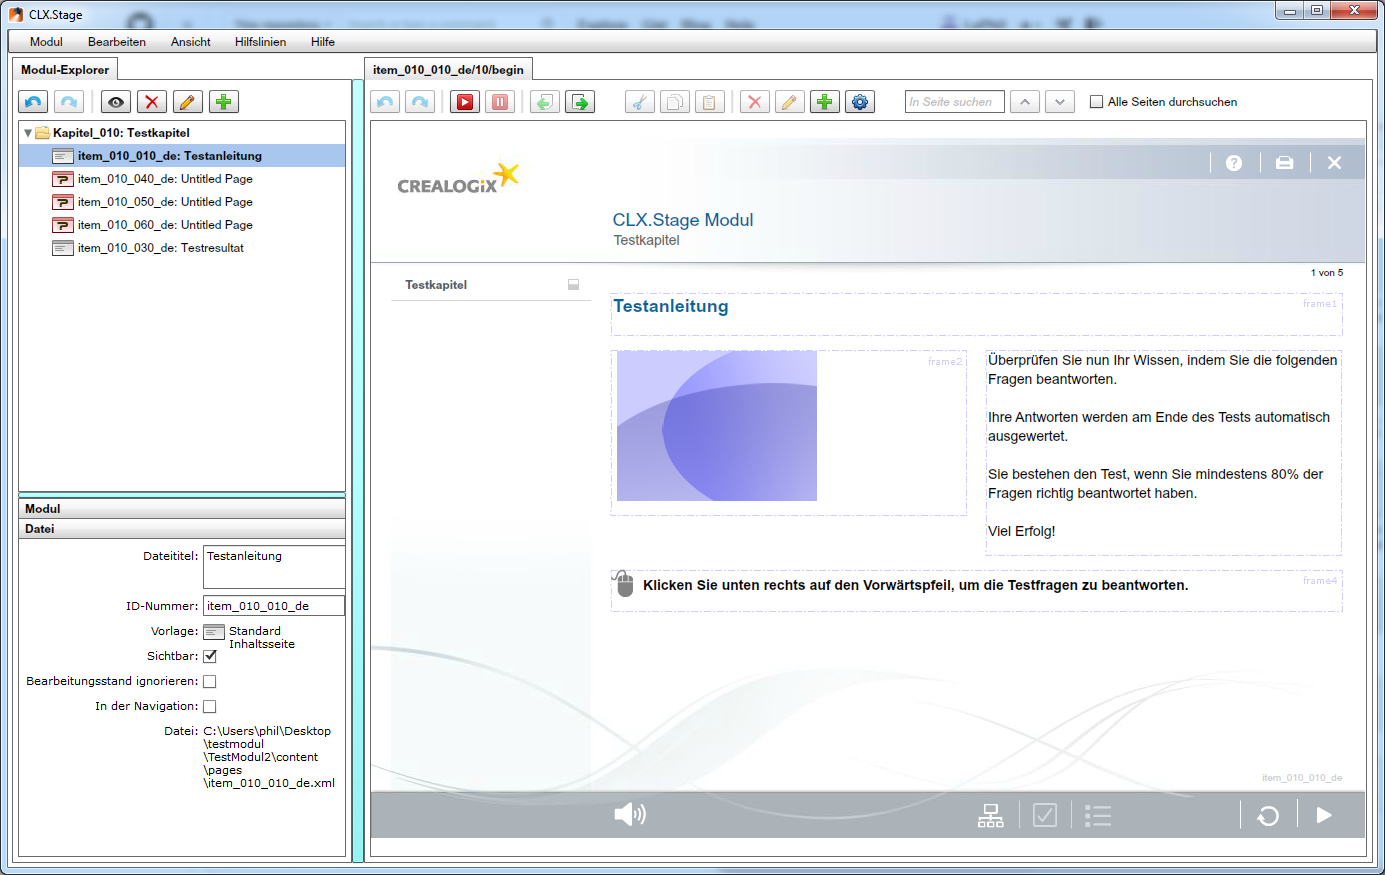 CLX.Stage
Modul Bearbeiten Ansicht Hilfslinien Hilfe
Modul-Explorer
Kapitel_010: Testkapitel
item_010_010_de: Testanleitung
item_010_040_de: Untitled Page
item_010_050_de: Untitled Page
item_010_060_de: Untitled Page
item_010_030_de: Testresultat
Modul
Datei
Dateititel: Testanleitung
ID-Nummer: item_010_010_de
Vorlage: Standard
Inhaltsseite
Sichtbar:
Bearbeitungsstand ignorieren:
In der Navigation:
Datei: C:\Users\phil\Desktop
\testmodul
\TestModul2\content
\pages
\item_010_010_de.xml
item_010_010_de/10/begin
In Seite suchen
Alle Seiten durchsuchen
CREALOGiX
CLX.Stage Modul
Testkapitel
Testkapitel
1 von 5
Testanleitung
frame1
frame2
Überprüfen Sie nun Ihr Wissen, indem Sie die folgenden
Fragen beantworten.
Ihre Antworten werden am Ende des Tests automatisch
ausgewertet.
Sie bestehen den Test, wenn Sie mindestens 80% der
Fragen richtig beantwortet haben.
Viel Erfolg!
Klicken Sie unten rechts auf den Vorwärtspfeil, um die Testfragen zu beantworten.
frame4
item_010_010_de